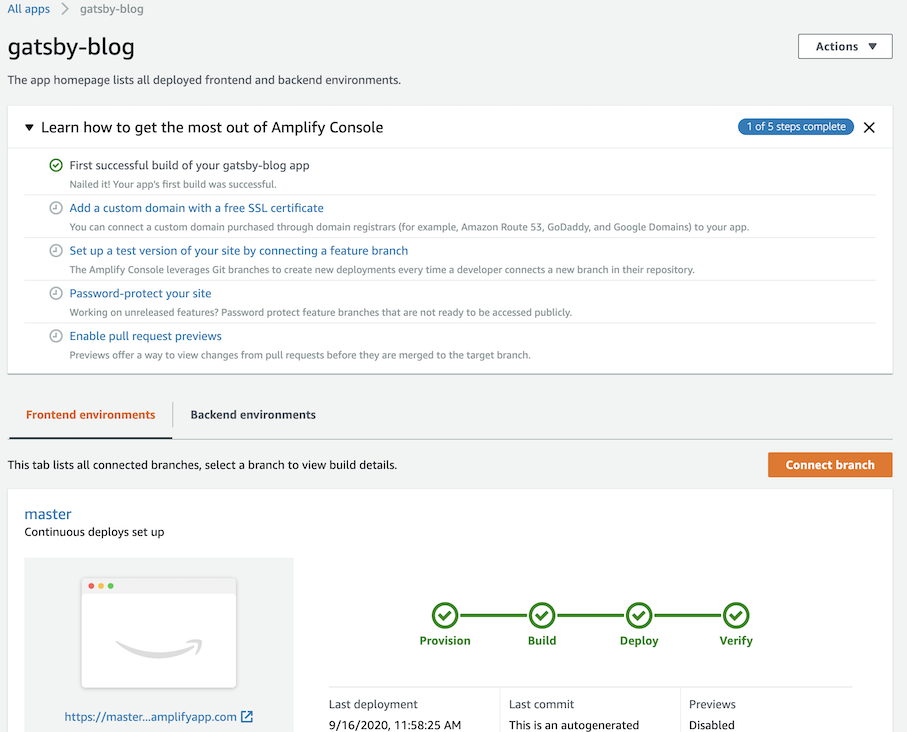 All apps > gatsby-blog
gatsby-blog
Actions
The app homepage lists all deployed frontend and backend environments.
Learn how to get the most out of Amplify Console
1 of 5 steps complete
First successful build of your gatsby-blog app
Nailed it! Your app's first build was successful.
Add a custom domain with a free SSL certificate
You can connect a custom domain purchased through domain registrars (for example, Amazon Route 53, GoDaddy, and Google Domains) to your app.
Set up a test version of your site by connecting a feature branch
The Amplify Console leverages Git branches to create new deployments every time a developer connects a new branch in their repository.
Password-protect your site
Working on unreleased features? Password protect feature branches that are not ready to be accessed publicly.
Enable pull request previews
Previews offer a way to view changes from pull requests before they are merged to the target branch.
Frontend environments
Backend environments
This tab lists all connected branches, select a branch to view build details.
Connect branch
master
Continuous deploys set up
Provision
Build
Deploy
Verify
https://master...amplifyapp.com
Last deployment
9/16/2020, 11:58:25 AM
Last commit
This is an autogenerated
Previews
Disabled